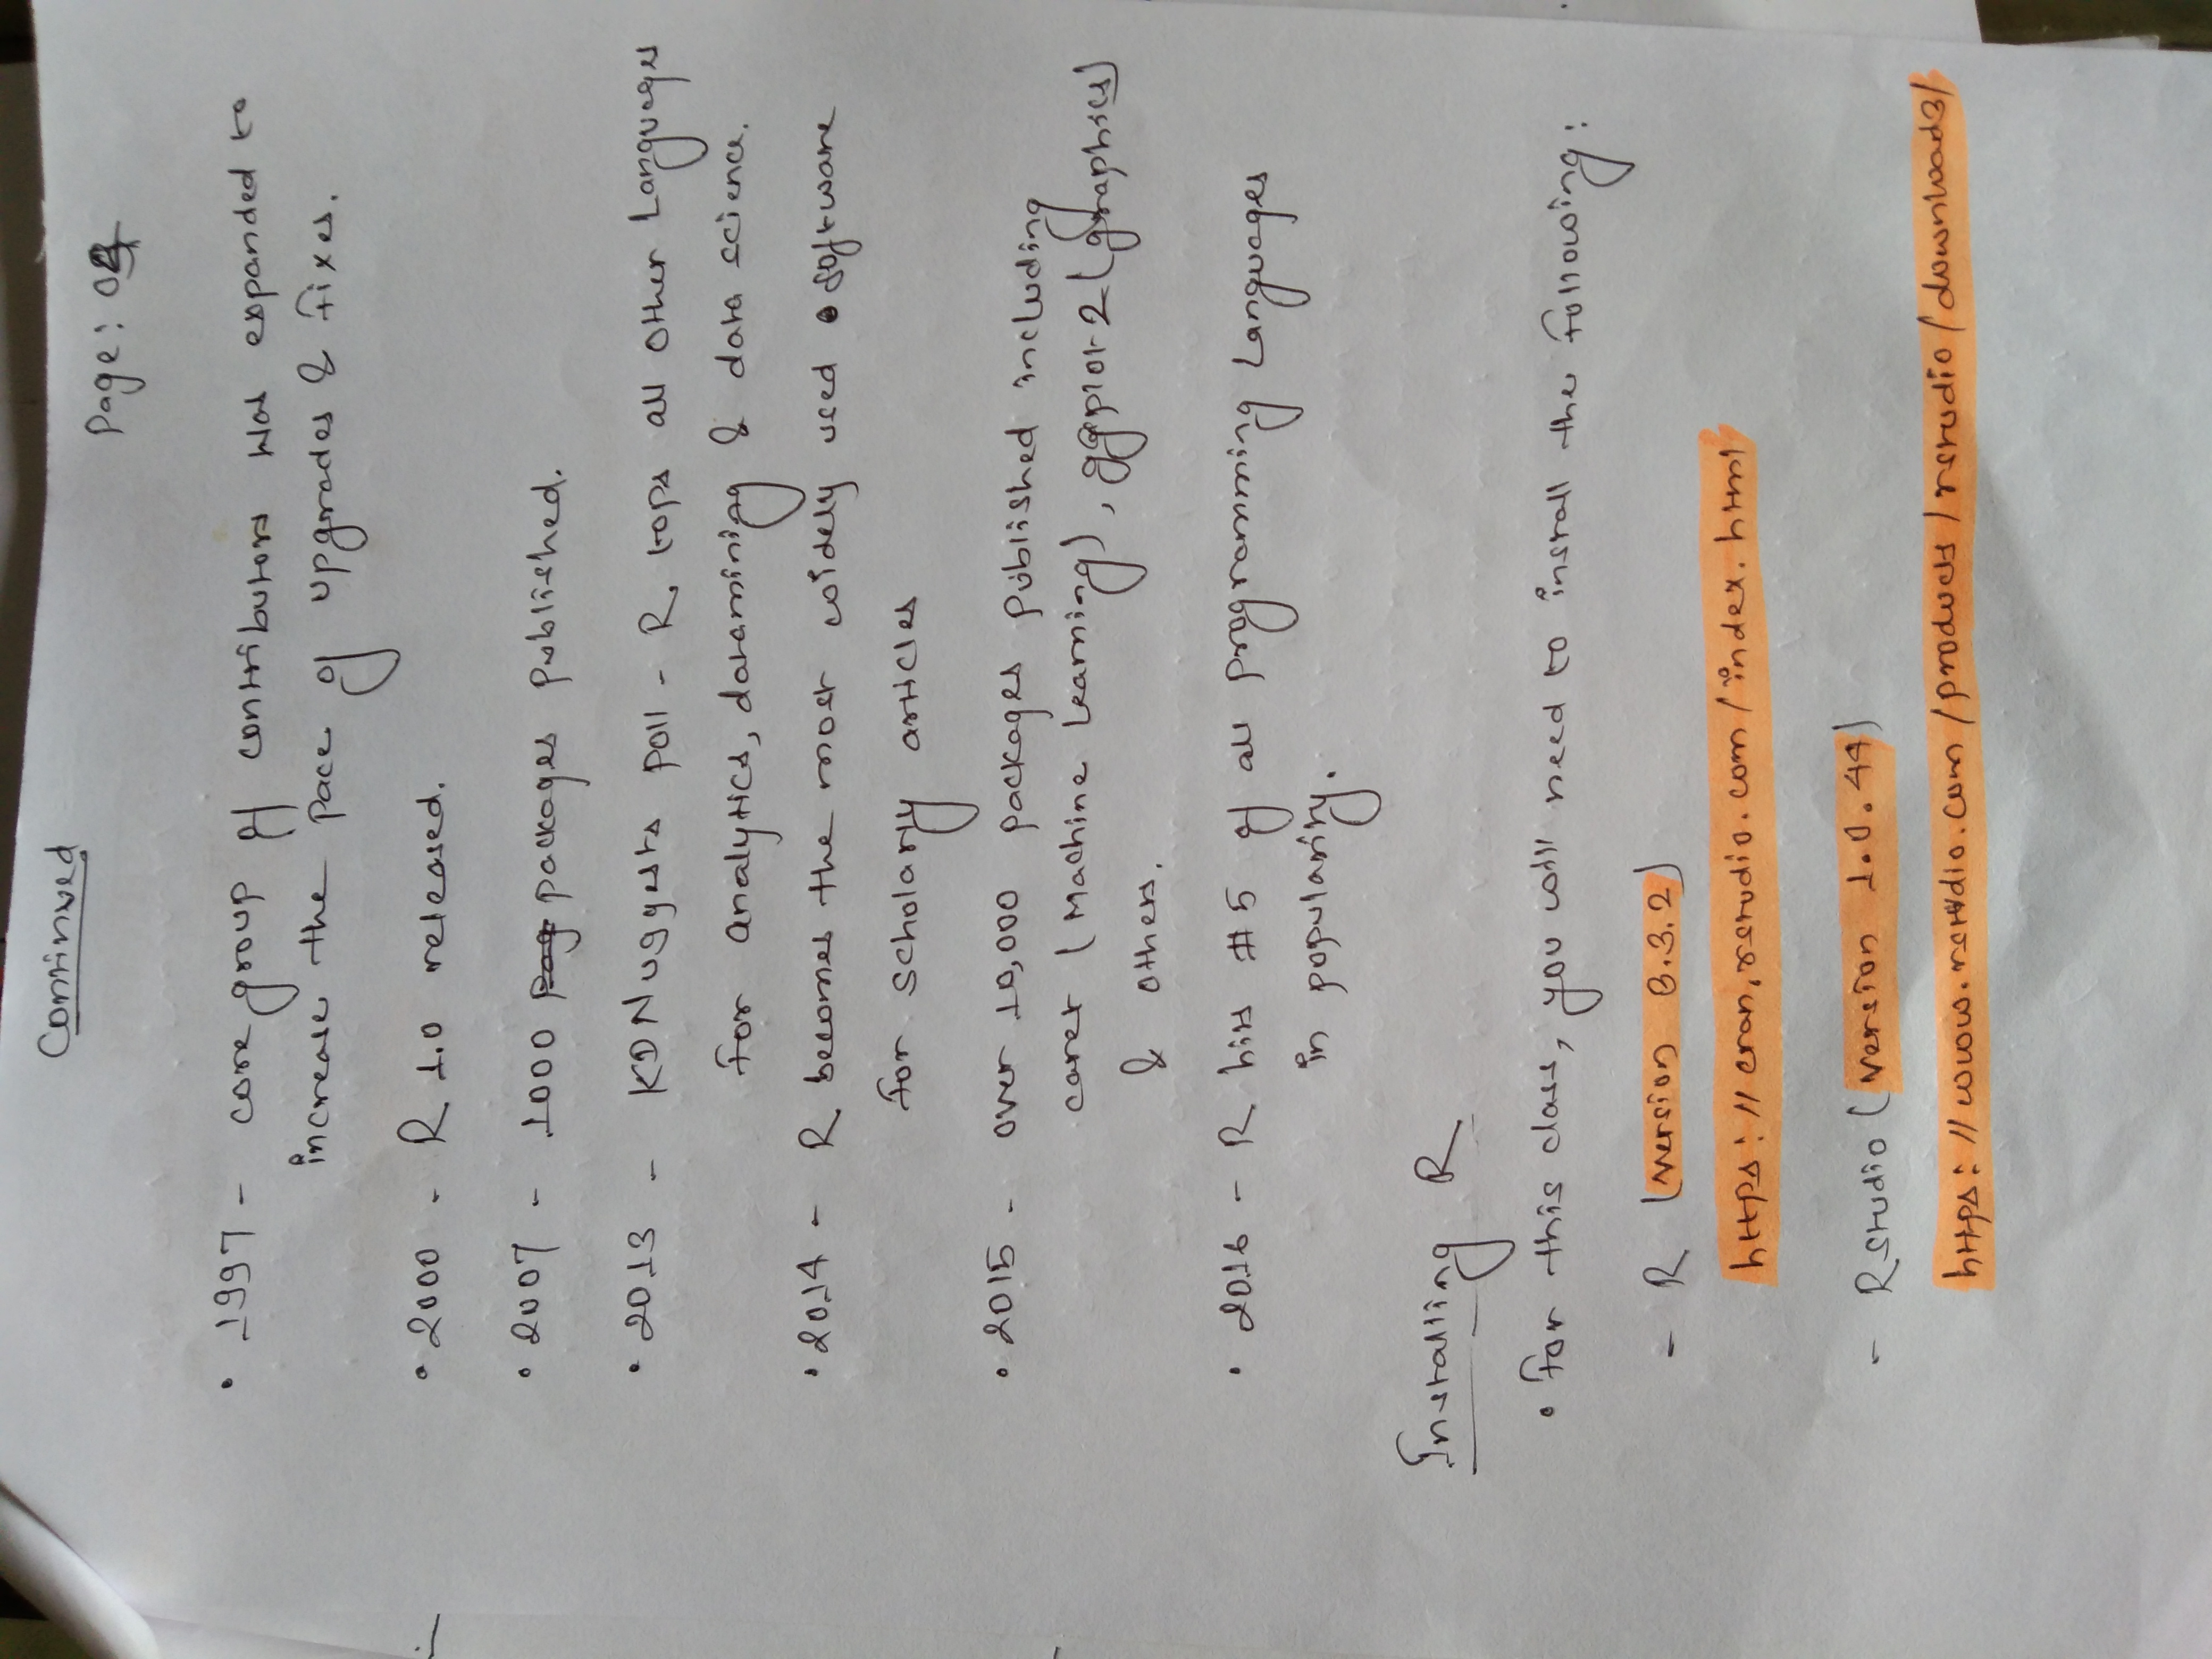 Continued
Page: 04
• 1997 - core group of contributors was expanded to
increase the pace of upgrades & fixes.
• 2000 - R 1.0 released.
• 2007 - 1000 packages published.
• 2013 - KDNuggets poll - R, tops all other Languages
for analytics, datamining & data science.
• 2014 - R becomes the most widely used software
for scholarly articles
• 2015 - over 10,000 packages published including
caret (Machine Learning), ggplot2 (graphics)
& others.
• 2016 - R hits #5 of all programming Languages
in popularity.
Installing R
• For this class, you will need to install the following:
- R (version 3.3.2)
https://cran,rstudio.com/index.html
- Rstudio (version 1.0.44)
https://www.rstudio.com/products/rstudio/download3/